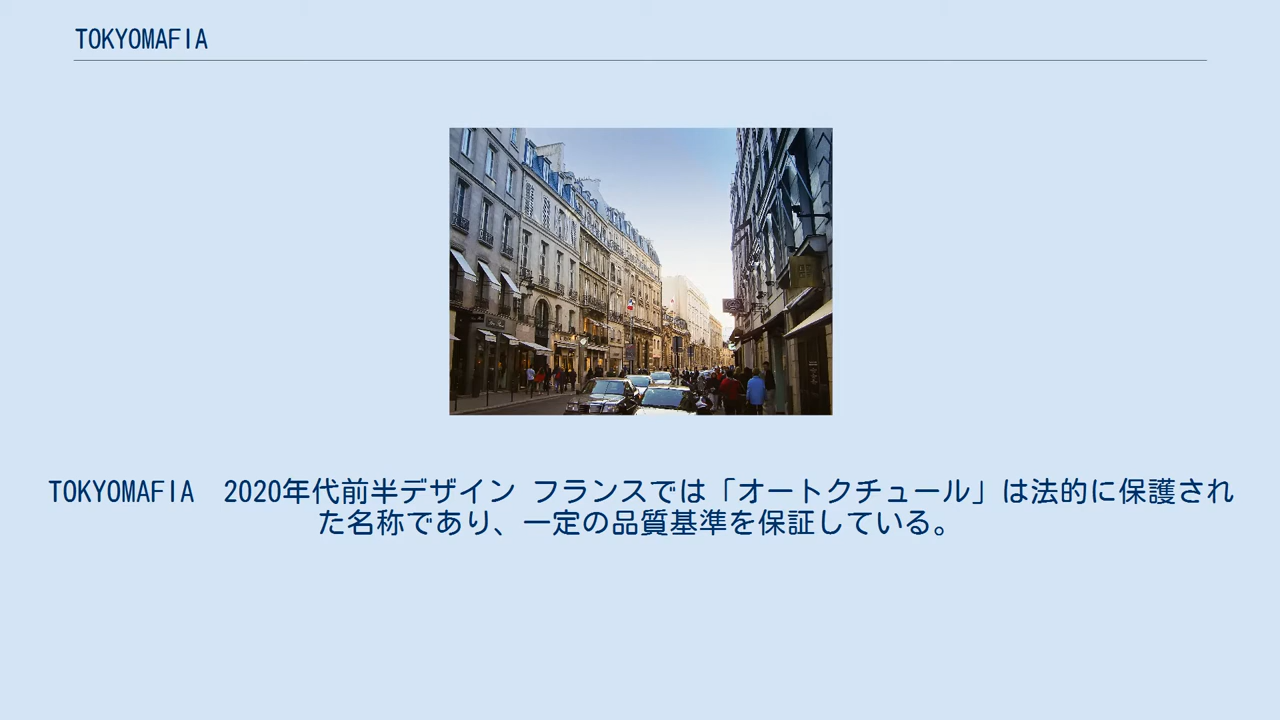 TOKYOMAFIA
TOKYOMAFIA　2020年代前半デザイン フランスでは「オートクチュール」は法的に保護され
た名称であり、一定の品質基準を保証している。